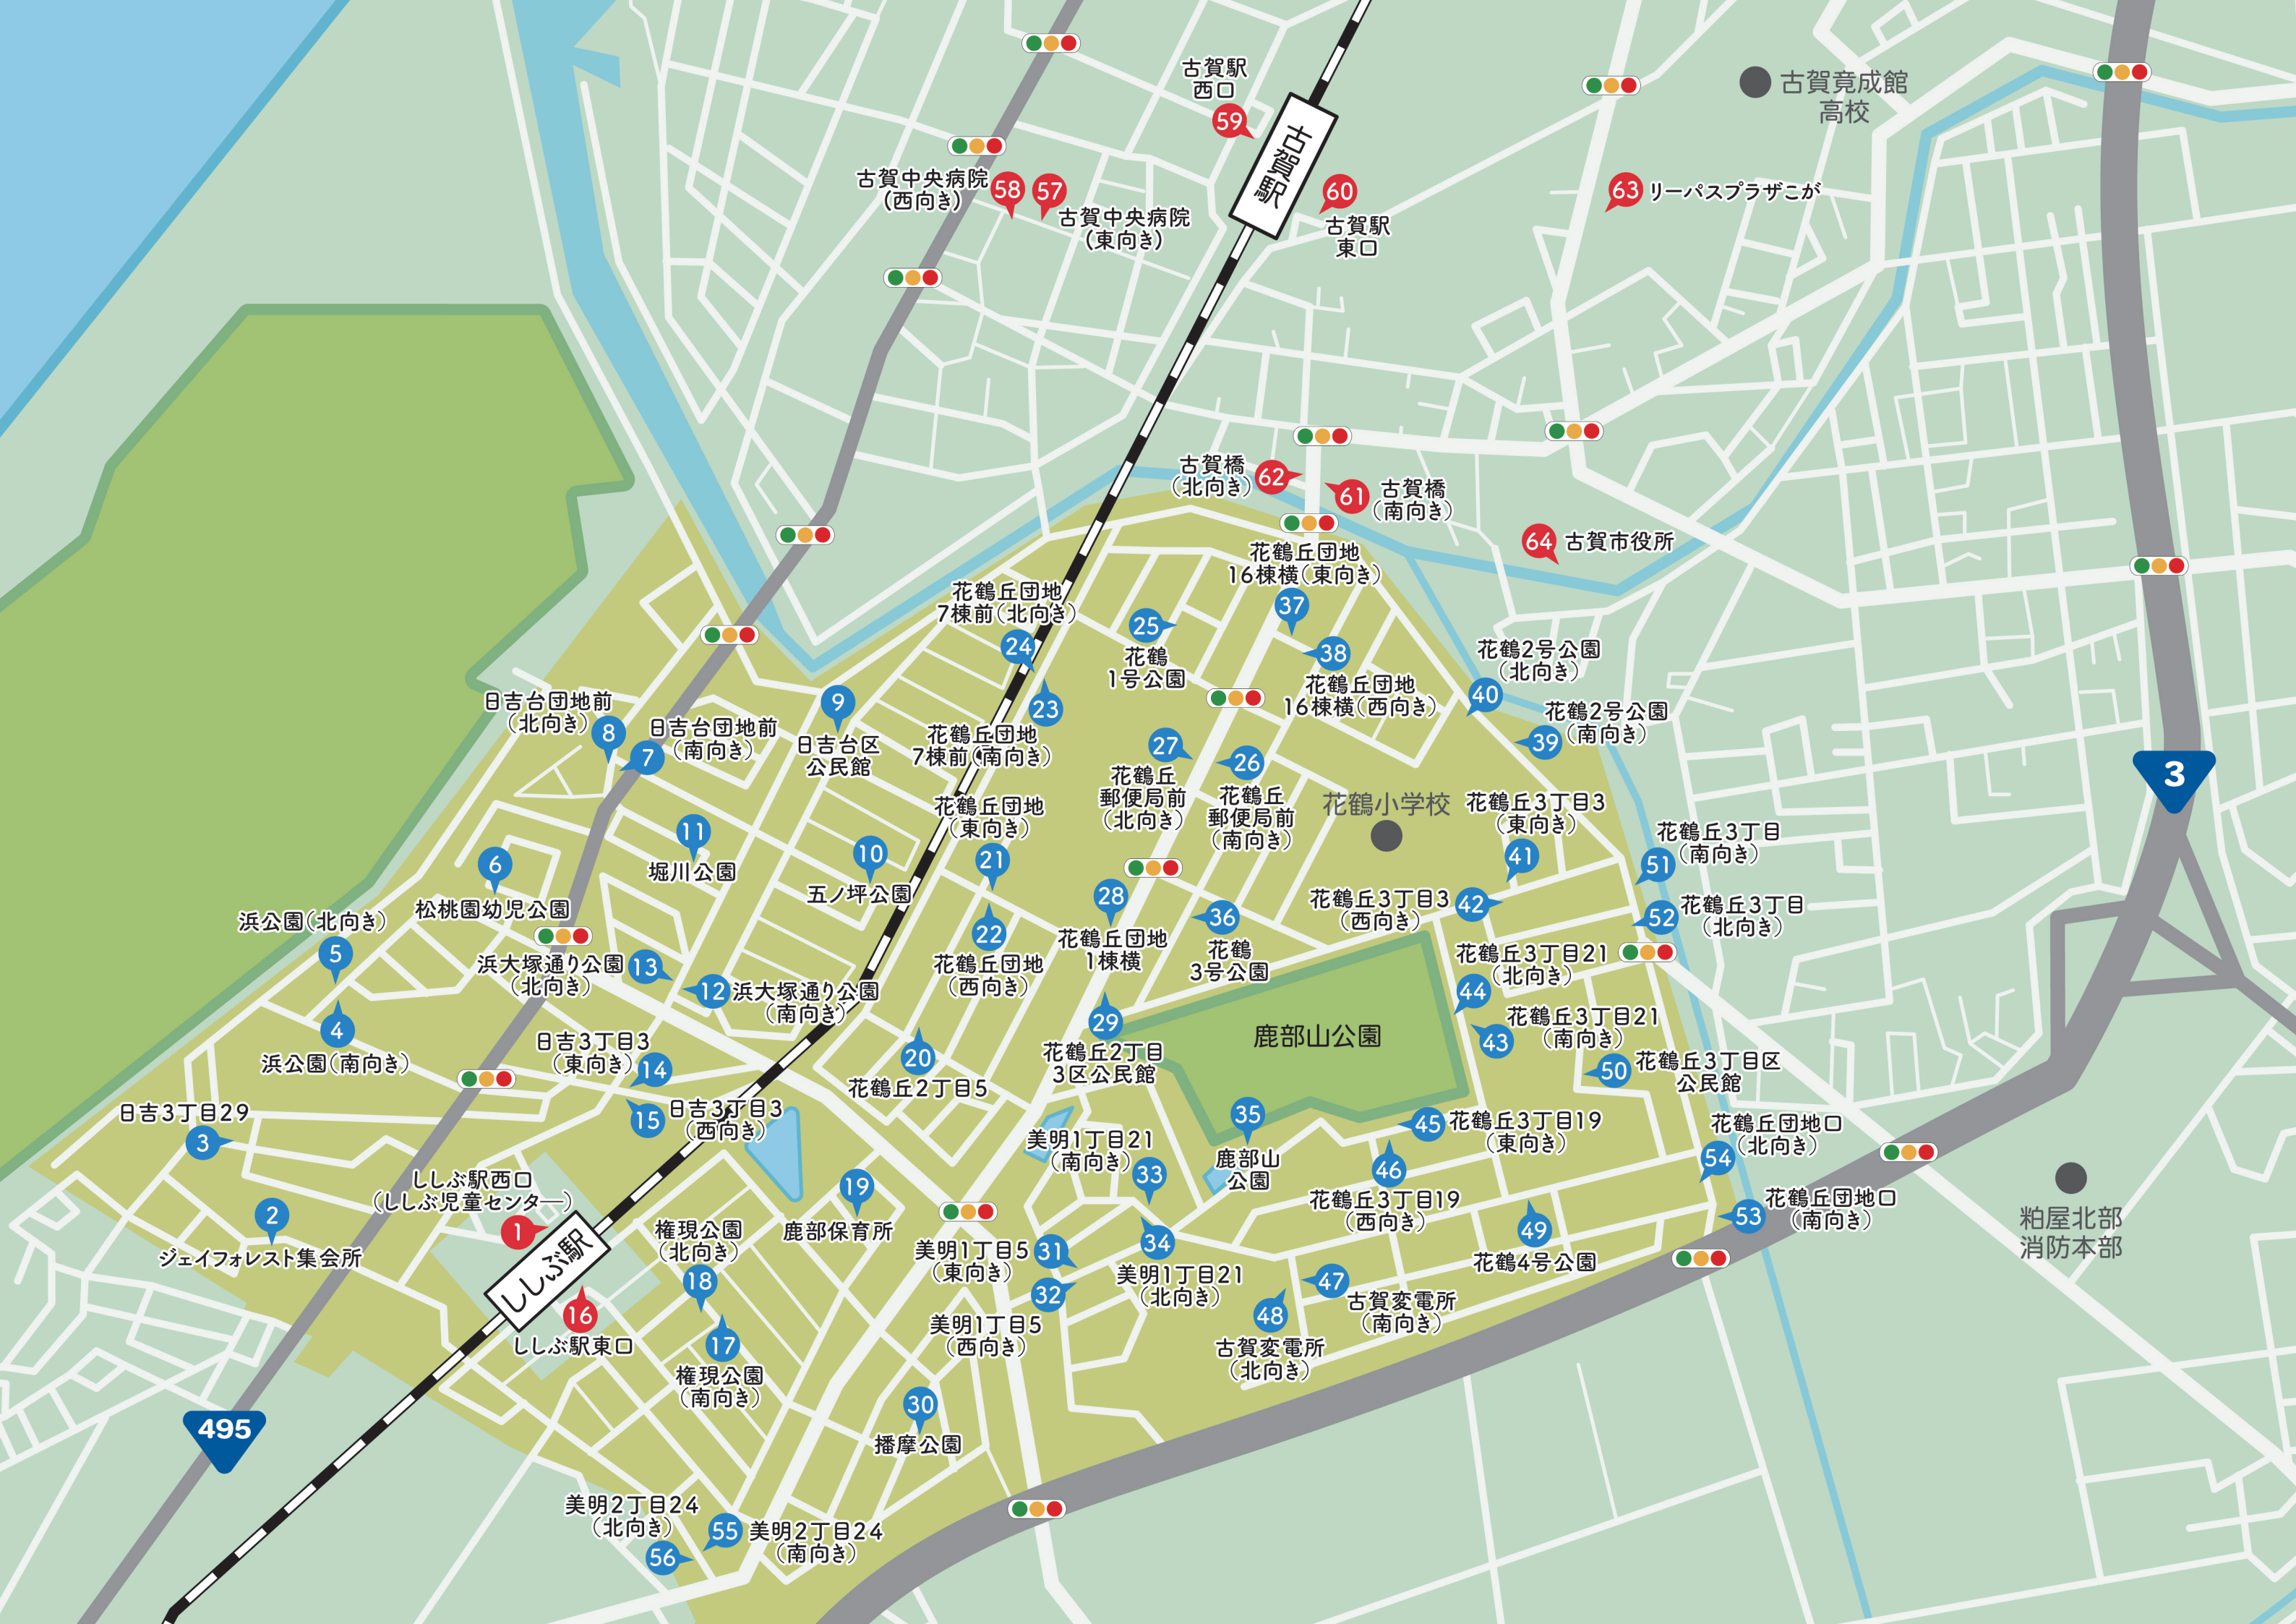 古賀駅
西口
59
古賀駅
古賀竟成館
高校
古賀中央病院
(西向き)
58
57
古賀中央病院
(東向き)
60
古賀駅
東口
63
リーパスプラザこが
古賀橋
(北向き)
62
61
古賀橋
(南向き)
64
古賀市役所
花鶴丘団地
16棟横(東向き)
37
花鶴丘団地
7棟前(北向き)
24
25
花鶴
1号公園
38
花鶴丘団地
16棟横(西向き)
花鶴2号公園
(北向き)
40
花鶴2号公園
(南向き)
39
日吉台団地前
(北向き)
8
日吉台団地前
(南向き)
7
9
日吉台区
公民館
23
花鶴丘団地
7棟前(南向き)
27
花鶴丘
郵便局前
(北向き)
26
花鶴丘
郵便局前
(南向き)
3
花鶴小学校
花鶴丘3丁目3
(東向き)
41
花鶴丘3丁目
(南向き)
51
11
堀川公園
10
五ノ坪公園
花鶴丘団地
(東向き)
21
6
松桃園幼児公園
28
花鶴丘団地
1棟横
36
花鶴
3号公園
花鶴丘3丁目3
(西向き)
42
52
花鶴丘3丁目
(北向き)
浜公園(北向き)
5
22
花鶴丘団地
(西向き)
浜大塚通り公園
(北向き)
13
12
浜大塚通り公園
(南向き)
花鶴丘3丁目21
(北向き)
44
4
浜公園(南向き)
29
花鶴丘2丁目
3区公民館
鹿部山公園
43
花鶴丘3丁目21
(南向き)
日吉3丁目3
(東向き)
14
20
花鶴丘2丁目5
50
花鶴丘3丁目区
公民館
日吉3丁目29
3
15
日吉3丁目3
(西向き)
美明1丁目21
(南向き)
33
35
鹿部山
公園
45
花鶴丘3丁目19
(東向き)
花鶴丘団地口
(北向き)
54
46
花鶴丘3丁目19
(西向き)
ししぶ駅西口
(ししぶ児童センター)
1
19
鹿部保育所
2
ジェイフォレスト集会所
53
花鶴丘団地口
(南向き)
粕屋北部
消防本部
ししぶ駅
権現公園
(北向き)
18
美明1丁目5
(東向き)
31
34
美明1丁目21
(北向き)
49
花鶴4号公園
16
ししぶ駅東口
32
美明1丁目5
(西向き)
47
古賀変電所
(南向き)
48
古賀変電所
(北向き)
17
権現公園
(南向き)
30
播摩公園
495
美明2丁目24
(北向き)
56
55
美明2丁目24
(南向き)